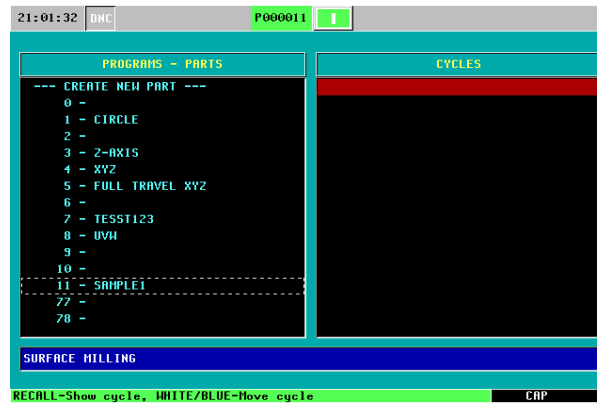 21:01:32 DNC P000011 I
PROGRAMS - PARTS
CYCLES
--- CREATE NEW PART ---
0 -
1 - CIRCLE
2 -
3 - Z-AXIS
4 - XYZ
5 - FULL TRAVEL XYZ
6 -
7 - TESST123
8 - UVW
9 -
10 -
11 - SAMPLE1
77 -
78 -
SURFACE MILLING
RECALL-Show cycle, WHITE/BLUE-Move cycle
CAP